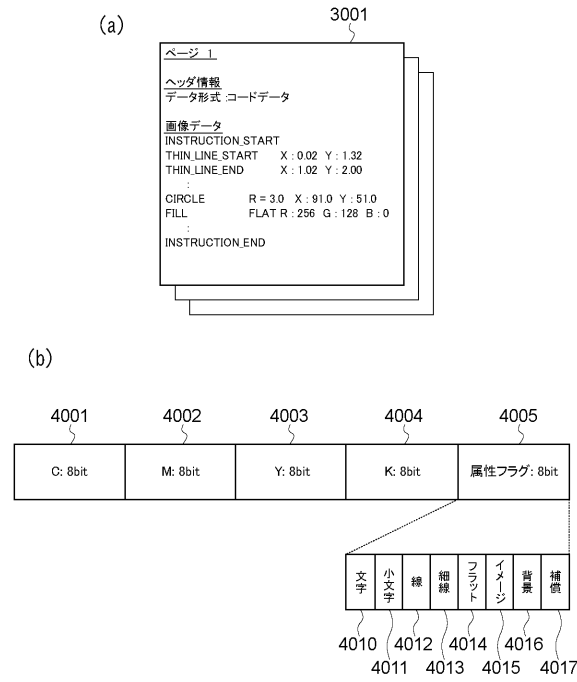 (a)
3001
ページ 1
ヘッダ情報
データ形式 :コードデータ
画像データ
INSTRUCTION_START
THIN_LINE_START X : 0.02 Y : 1.32
THIN_LINE_END X : 1.02 Y : 2.00
:
CIRCLE R = 3.0 X : 91.0 Y : 51.0
FILL FLAT R : 256 G : 128 B : 0
:
INSTRUCTION_END
(b)
4001 4002 4003 4004 4005
C: 8bit M: 8bit Y: 8bit K: 8bit 属性フラグ: 8bit
文字 小文字 線 細線 フラット イメージ 背景 補償
4010 4012 4014 4016
4011 4013 4015 4017